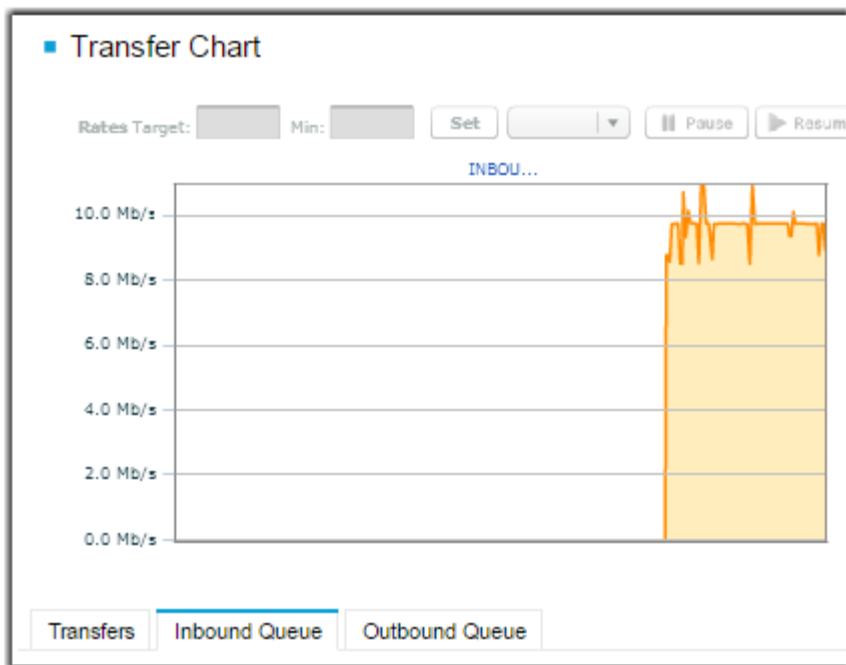 Transfer Chart
Rates Target: Min: Set Pause Resum
INBOU...
10.0 Mb/s
8.0 Mb/s
6.0 Mb/s
4.0 Mb/s
2.0 Mb/s
0.0 Mb/s
Transfers Inbound Queue Outbound Queue